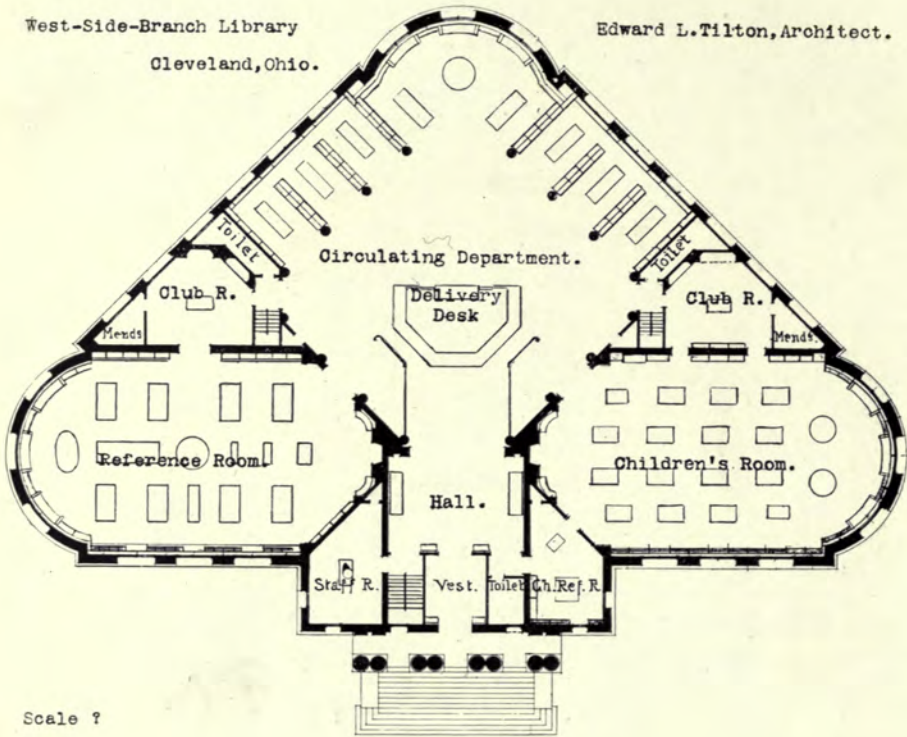 West-Side-Branch Library
Cleveland,Ohio.
Edward L.Tilton,Architect.
Toilet
Toilet
Circulating Department.
Club R.
Delivery
Desk
Club R.
Mends
Mends.
Reference Room.
Children's Room.
Hall.
Staff R.
Vest.
Toilet
Ch.Ref.R.
Scale ?